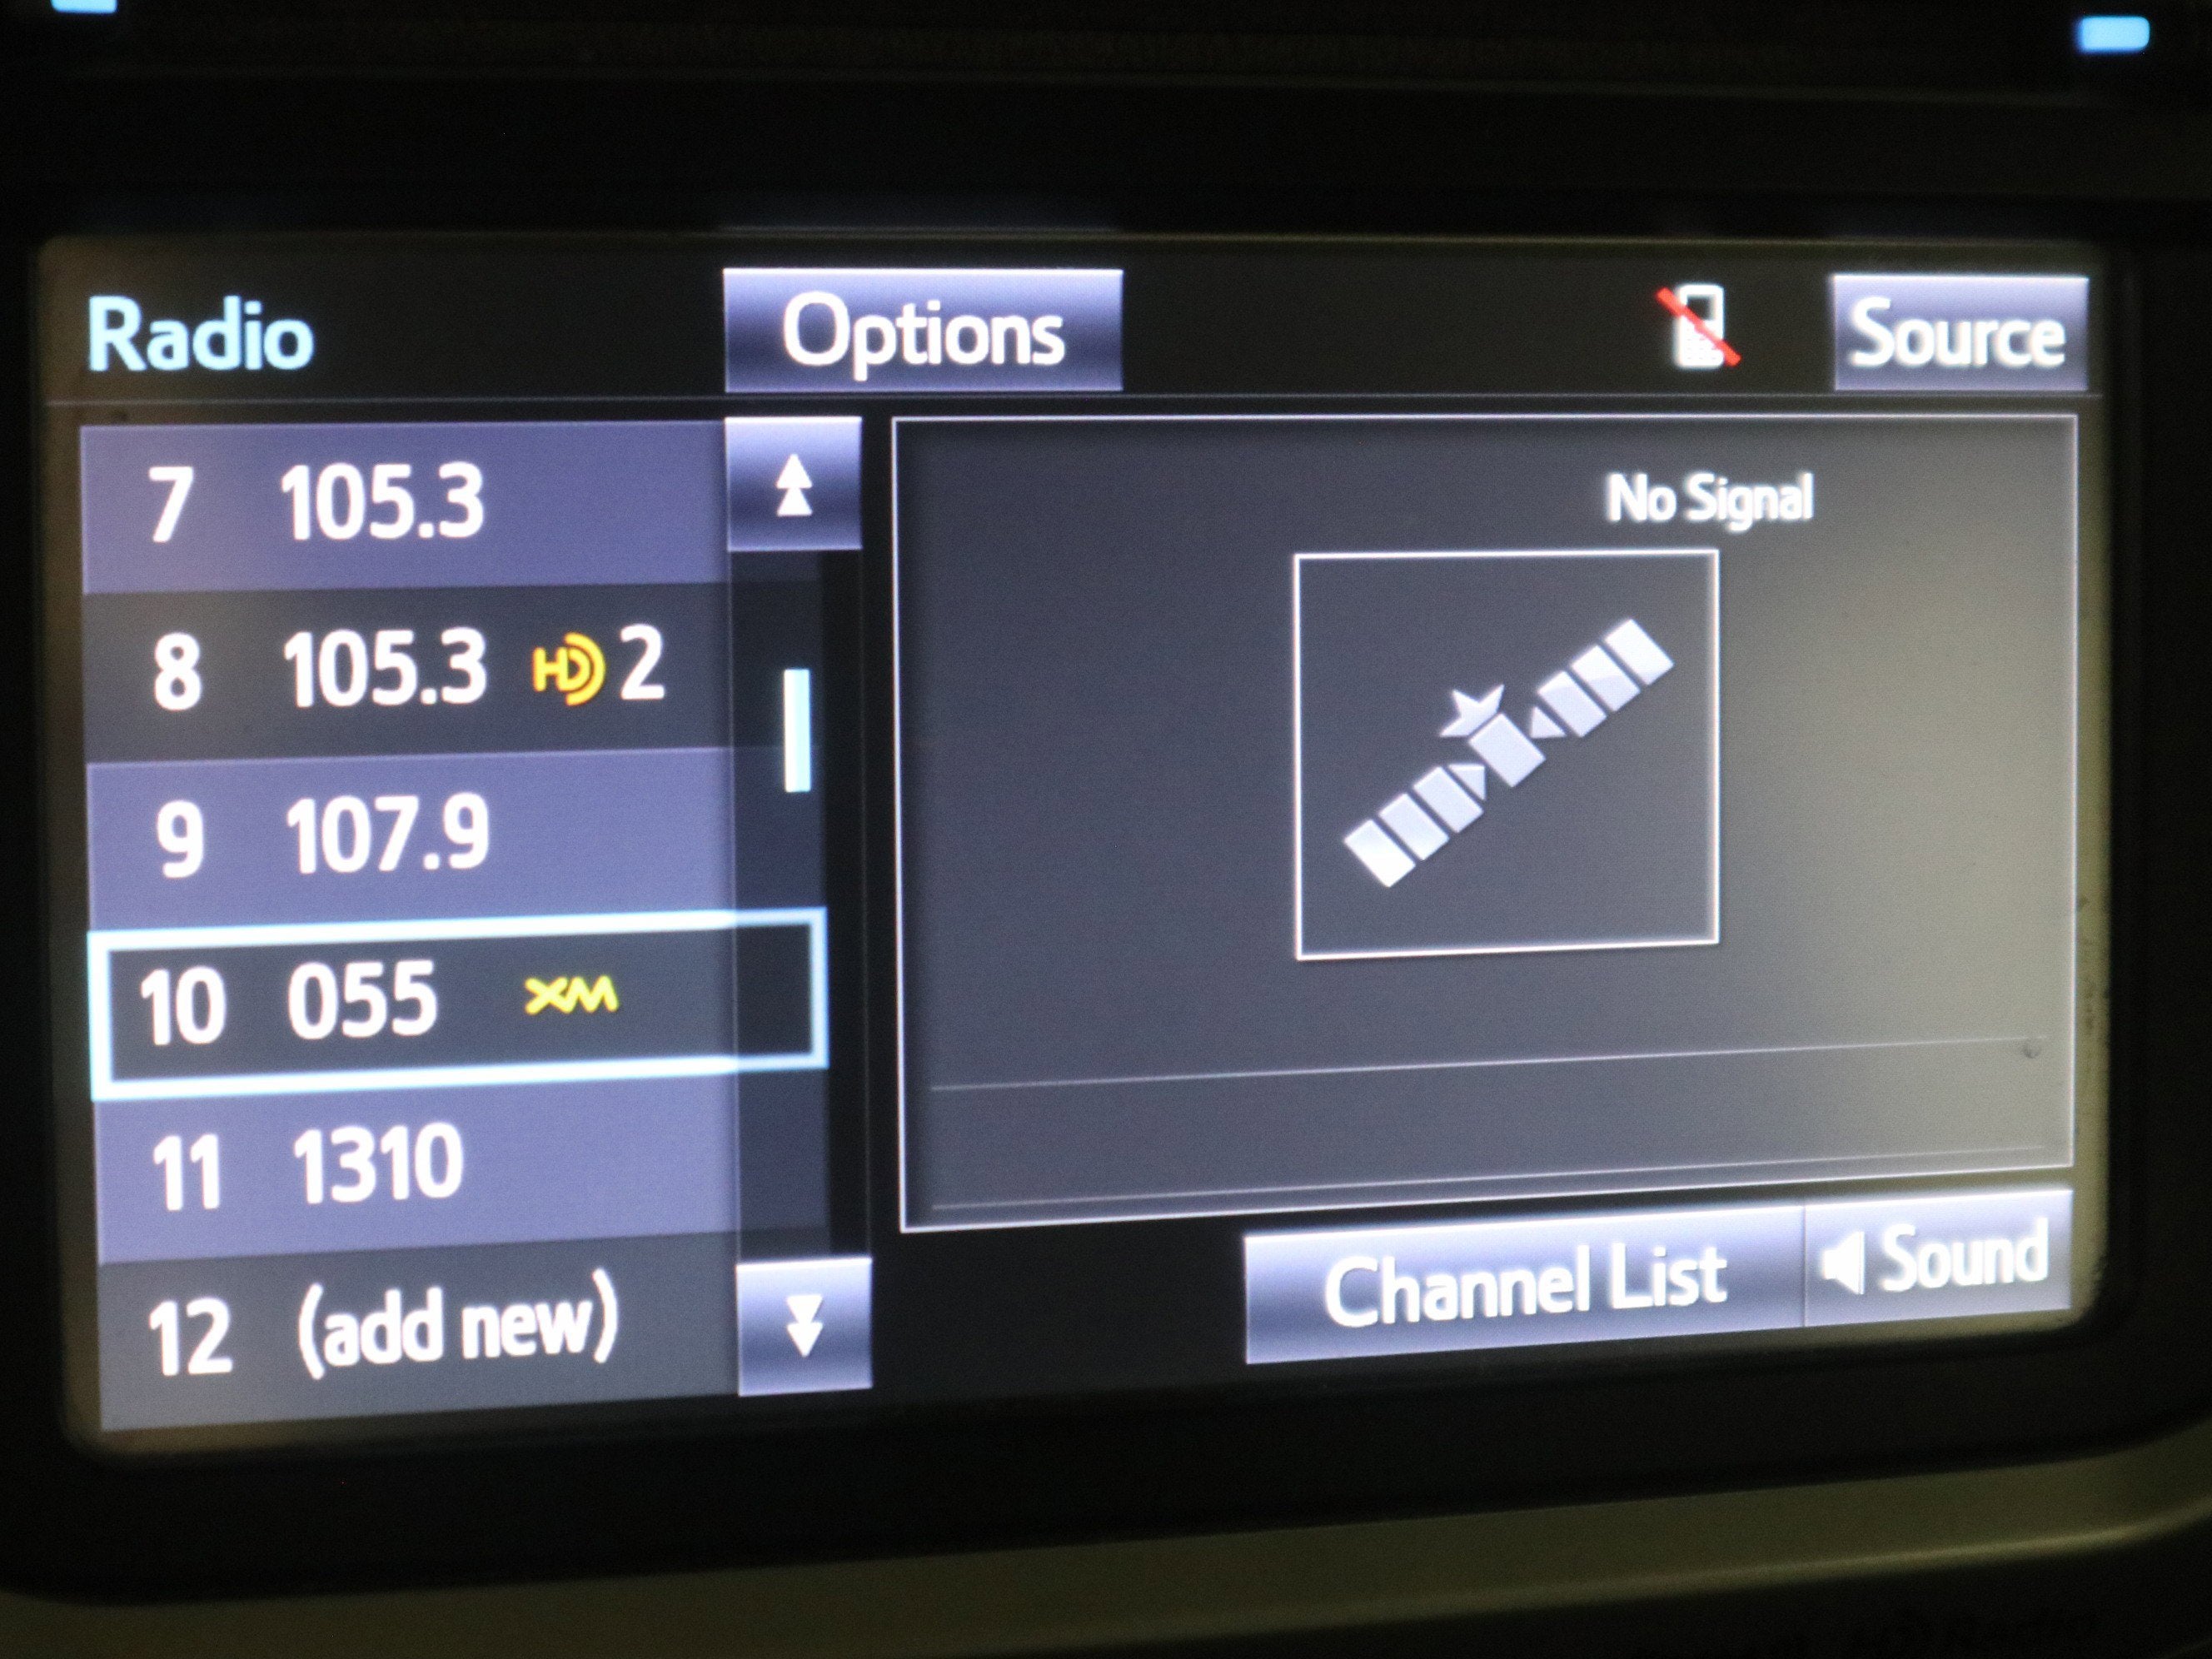 Radio
Options
Source
7 105.3
8 105.3 HD 2
9 107.9
10 055 XM
11 1310
12 (add new)
No Signal
Channel List
Sound